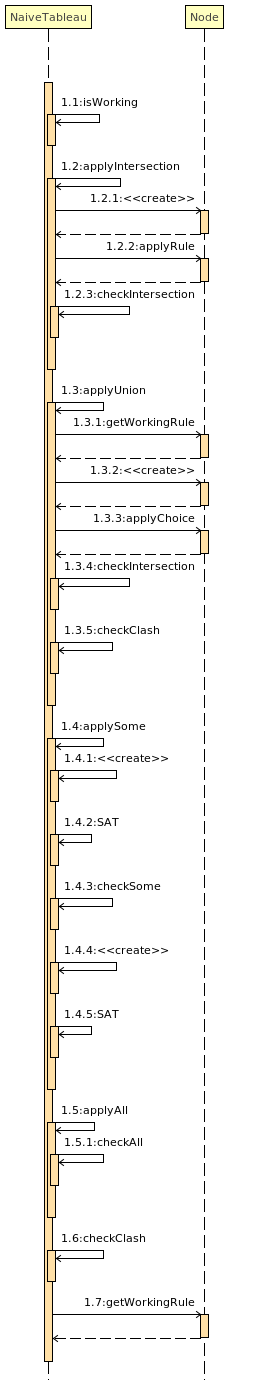 NaiveTableau
Node
1.1:isWorking
1.2:applyIntersection
1.2.1:<<create>>
1.2.2:applyRule
1.2.3:checkIntersection
1.3:applyUnion
1.3.1:getWorkingRule
1.3.2:<<create>>
1.3.3:applyChoice
1.3.4:checkIntersection
1.3.5:checkClash
1.4:applySome
1.4.1:<<create>>
1.4.2:SAT
1.4.3:checkSome
1.4.4:<<create>>
1.4.5:SAT
1.5:applyAll
1.5.1:checkAll
1.6:checkClash
1.7:getWorkingRule